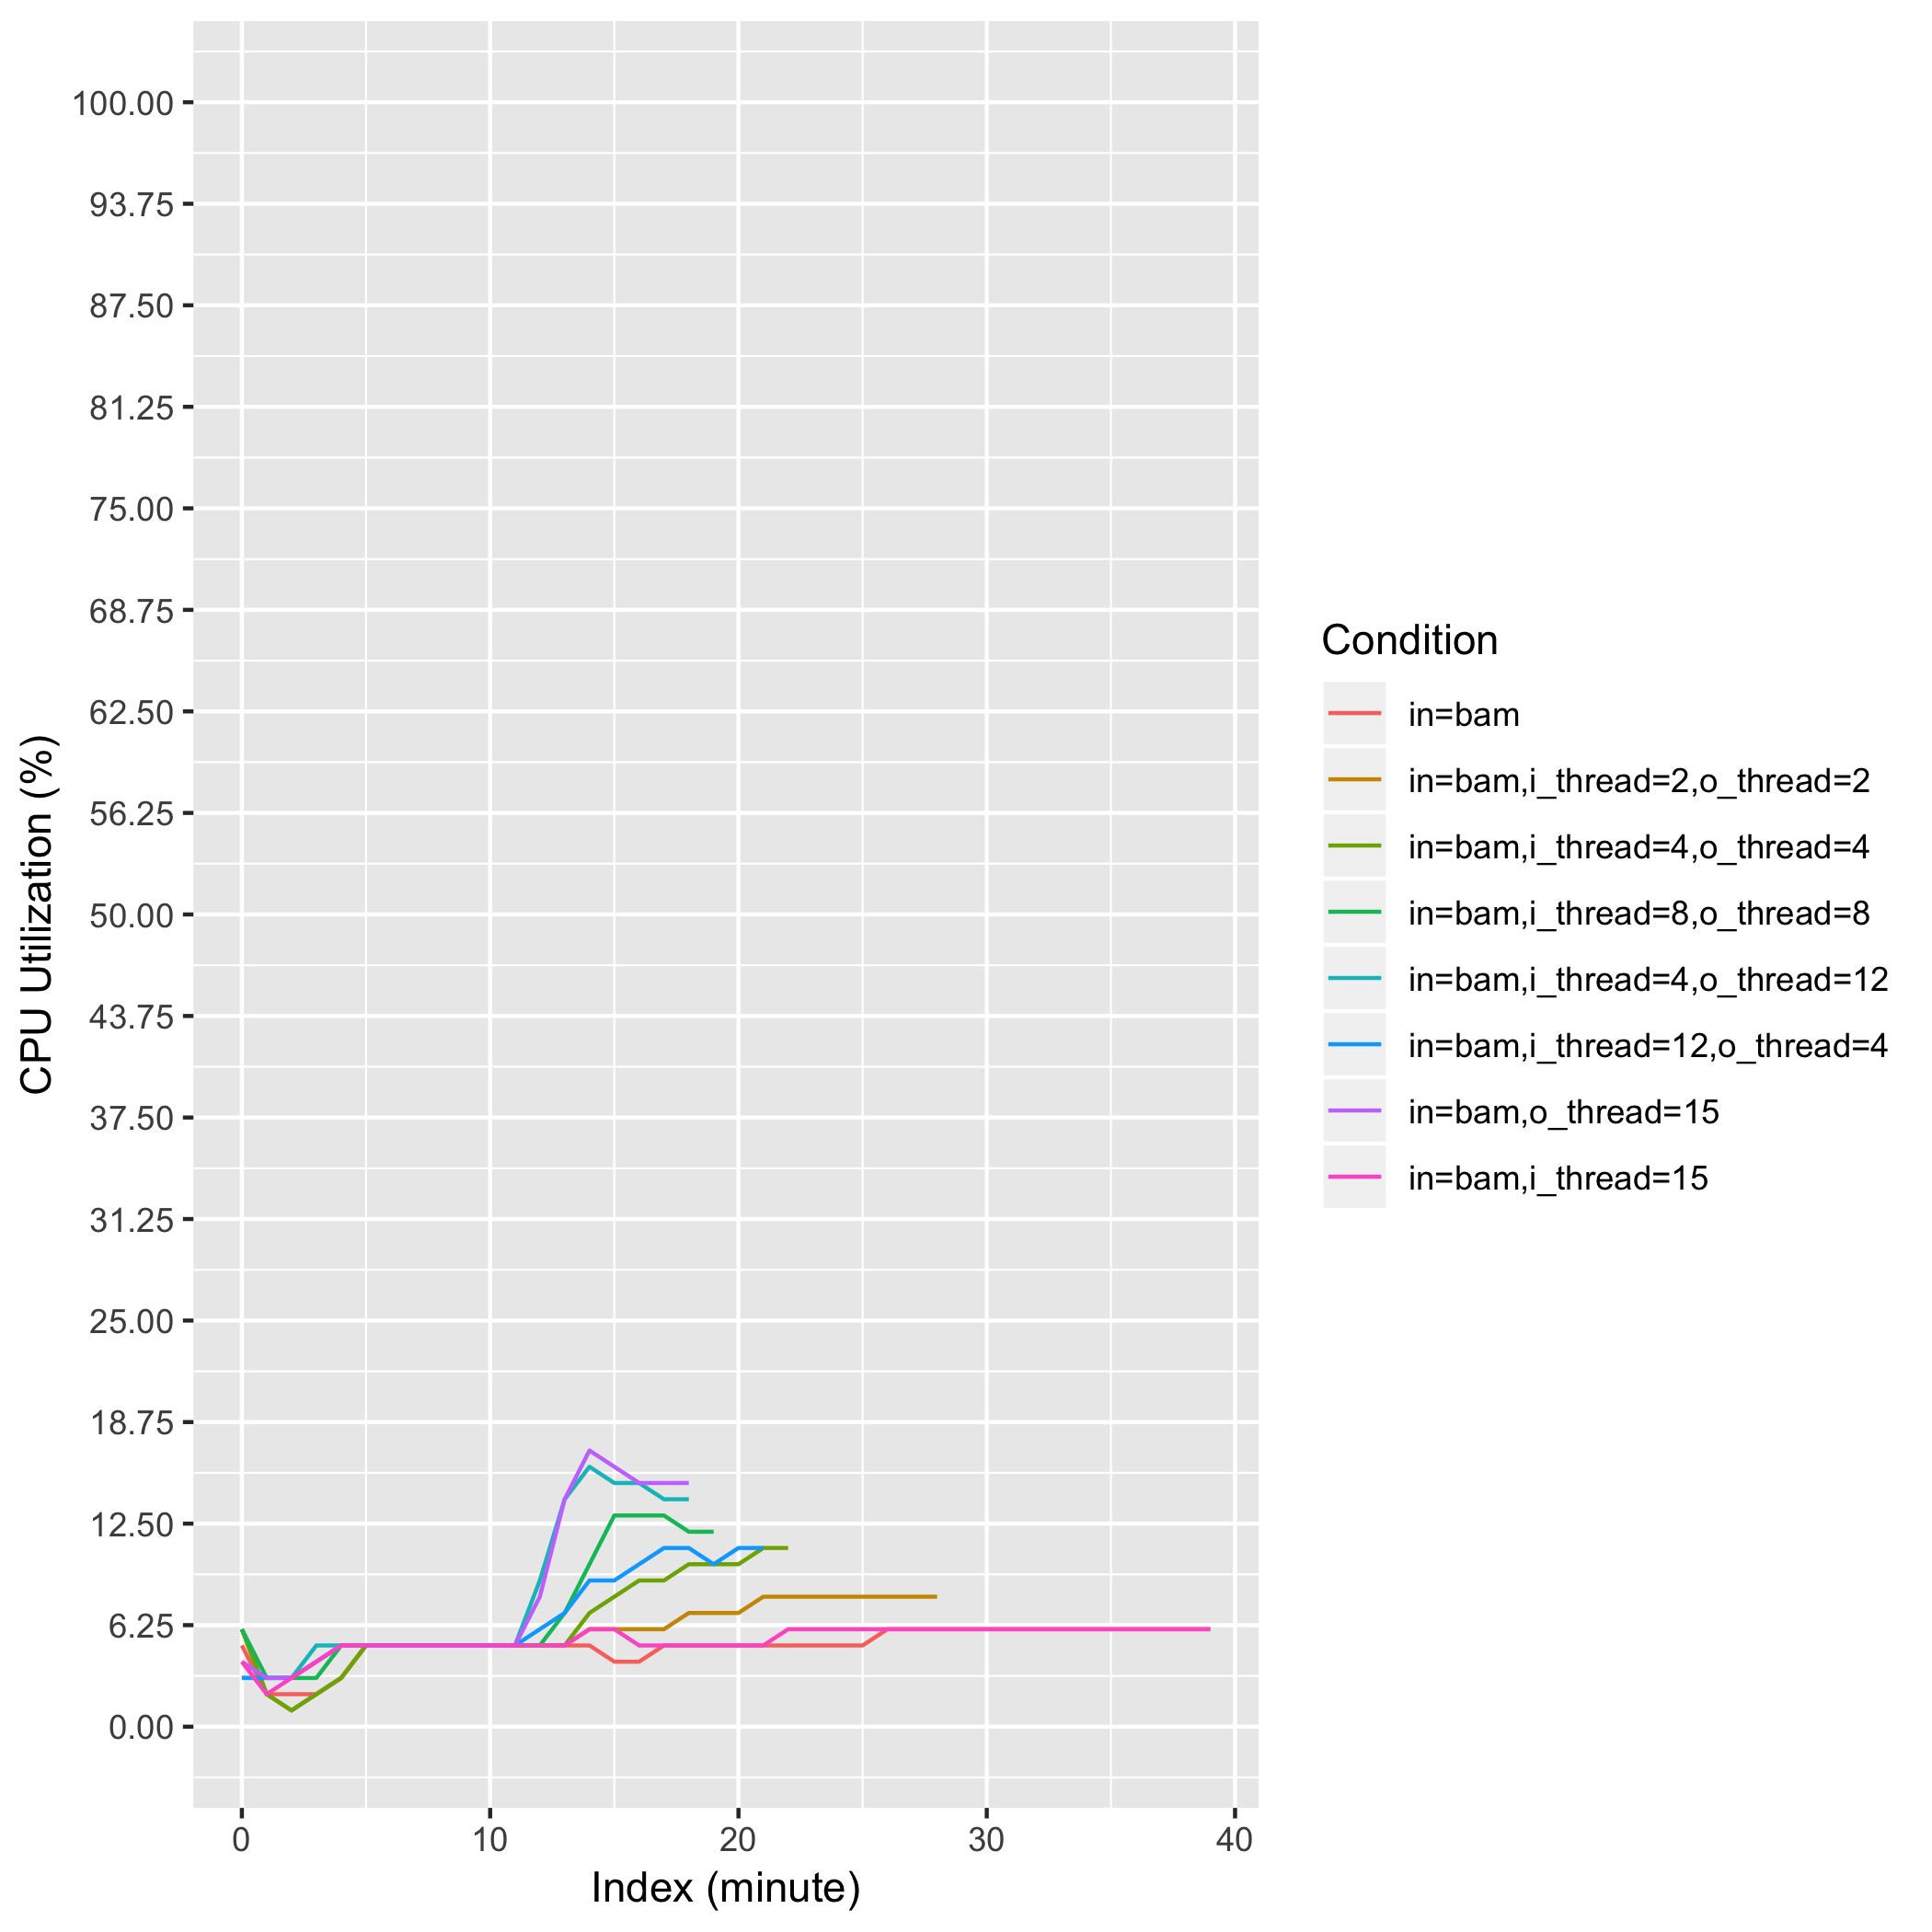 100.00
93.75
87.50
81.25
75.00
68.75
62.50
56.25
50.00
43.75
37.50
31.25
25.00
18.75
12.50
6.25
0.00
CPU Utilization (%)
0 10 20 30 40
Index (minute)
Condition
in=bam
in=bam,i_thread=2,o_thread=2
in=bam,i_thread=4,o_thread=4
in=bam,i_thread=8,o_thread=8
in=bam,i_thread=4,o_thread=12
in=bam,i_thread=12,o_thread=4
in=bam,o_thread=15
in=bam,i_thread=15